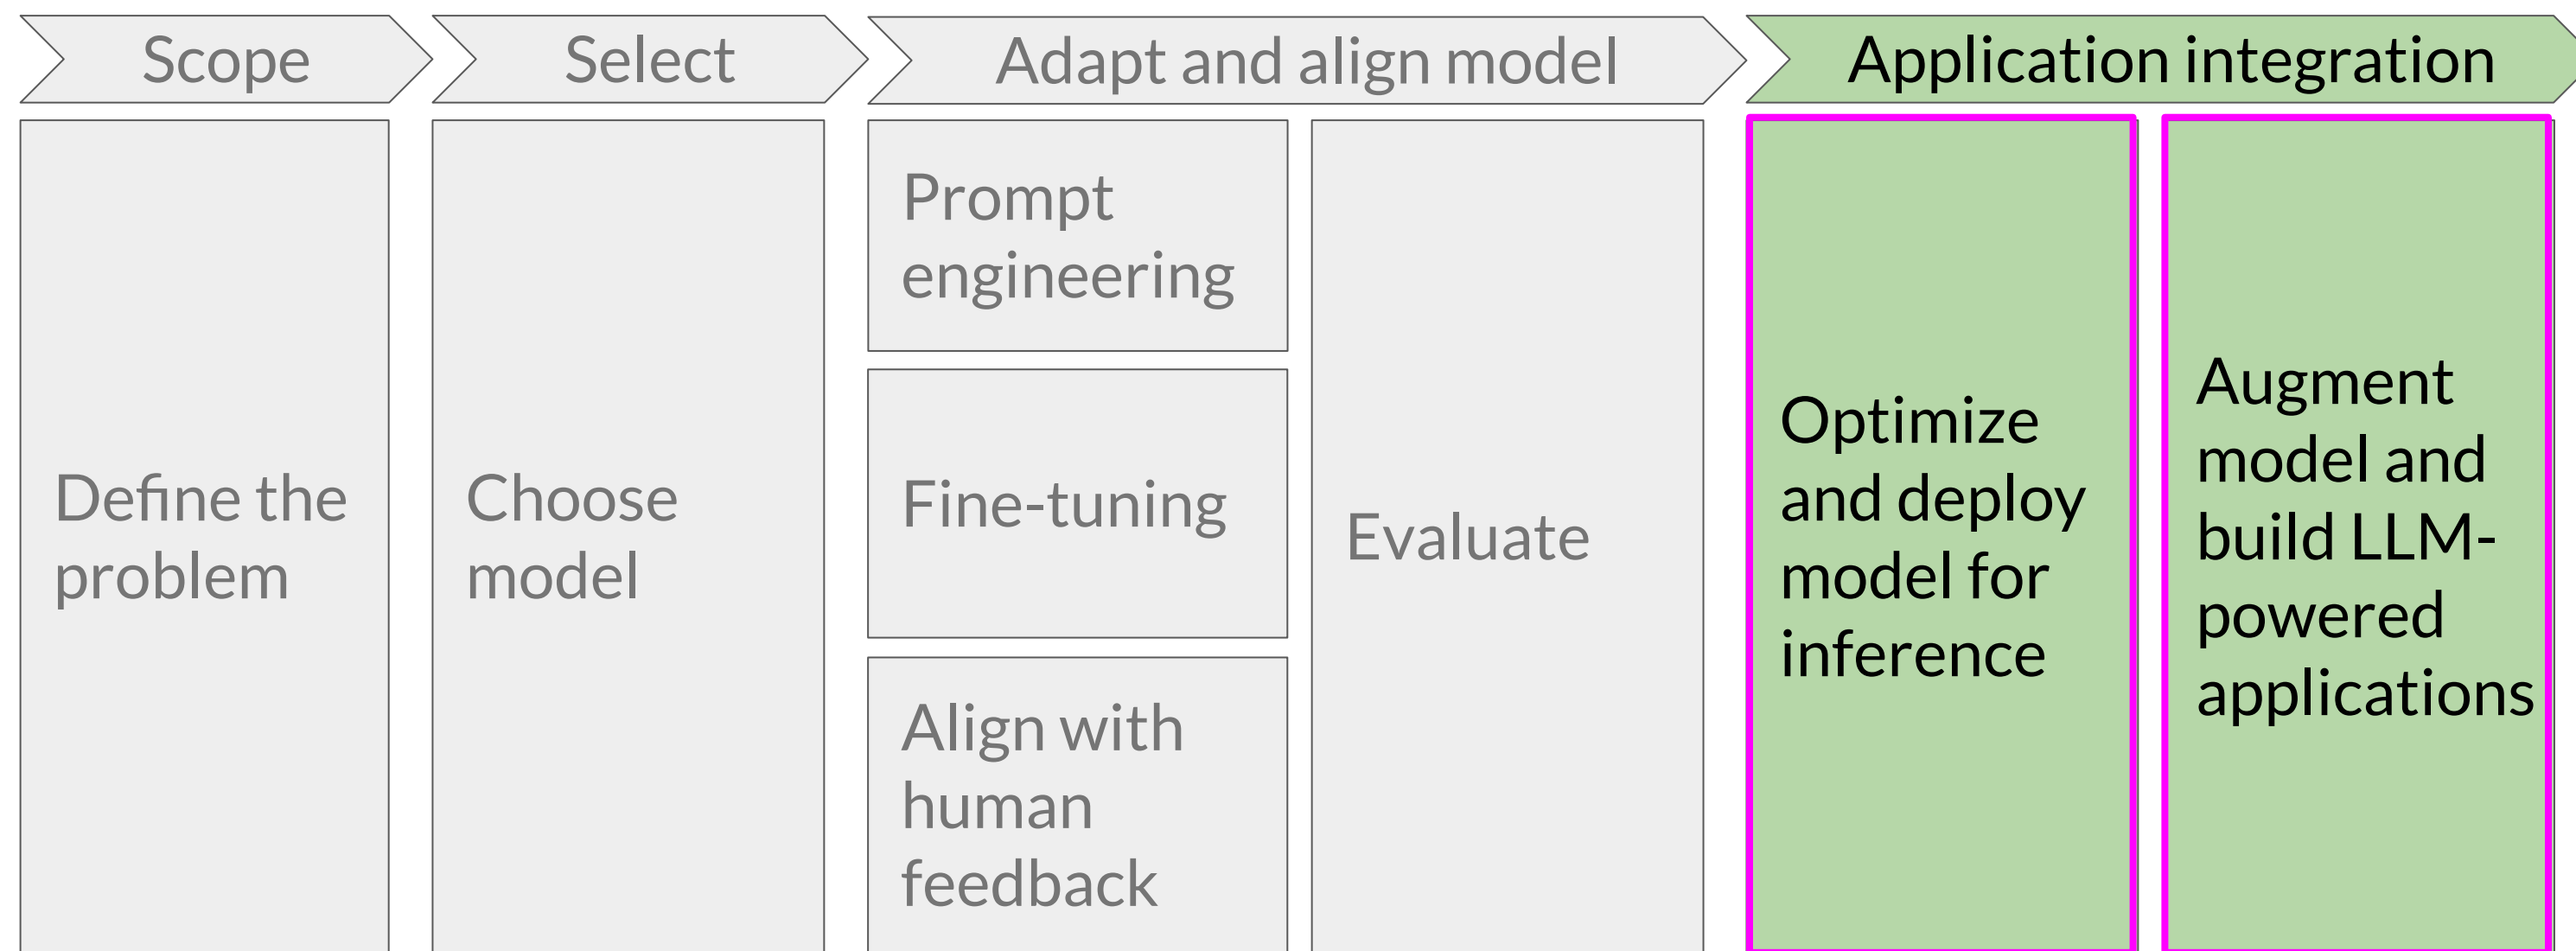 Scope
Select
Adapt and align model
Application integration
Define the
problem
Choose
model
Prompt
engineering
Fine-tuning
Align with
human
feedback
Evaluate
Optimize
and deploy
model for
inference
Augment
model and
build LLM-
powered
applications